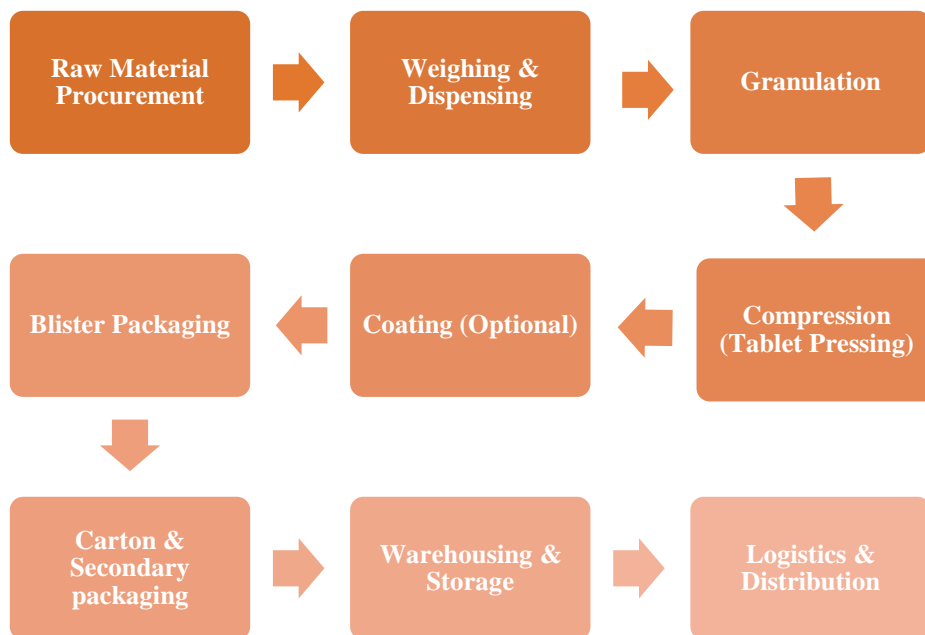 Raw Material
Procurement
Weighing &
Dispensing
Granulation
Compression
(Tablet Pressing)
Coating (Optional)
Blister Packaging
Carton &
Secondary
packaging
Warehousing &
Storage
Logistics &
Distribution